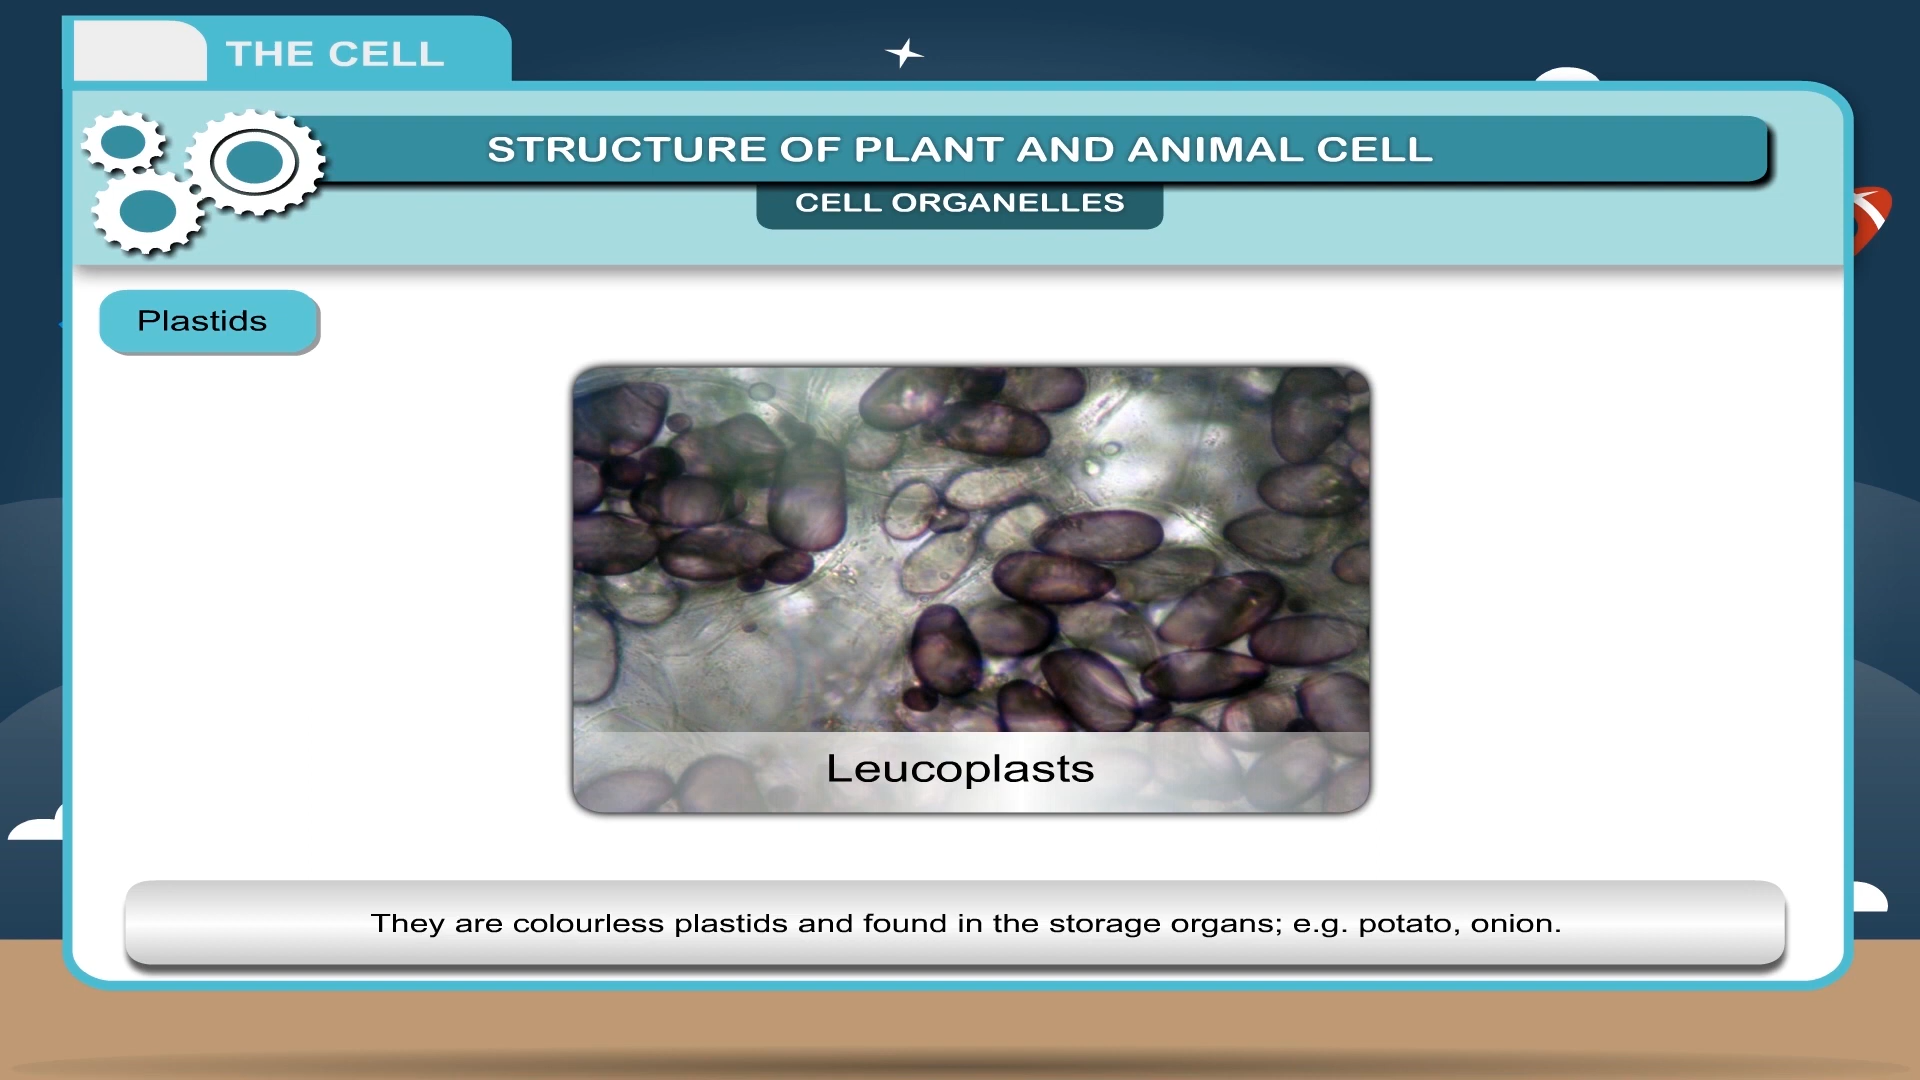 THE CELL
STRUCTURE OF PLANT AND ANIMAL CELL
CELL ORGANELLES
Plastids
Leucoplasts
They are colourless plastids and found in the storage organs; e.g. potato, onion.